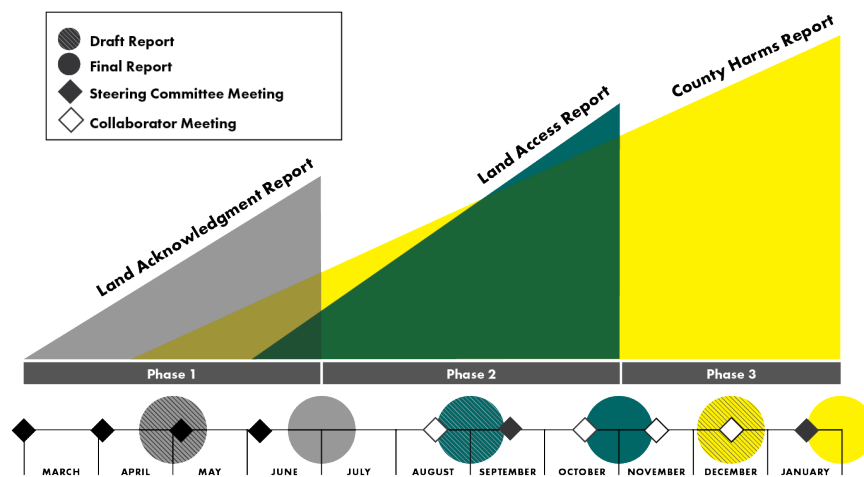 Draft Report
Final Report
Steering Committee Meeting
Collaborator Meeting
Land Acknowledgment Report
Land Access Report
County Harms Report
Phase 1
Phase 2
Phase 3
MARCH
APRIL
MAY
JUNE
JULY
AUGUST
SEPTEMBER
OCTOBER
NOVEMBER
DECEMBER
JANUARY